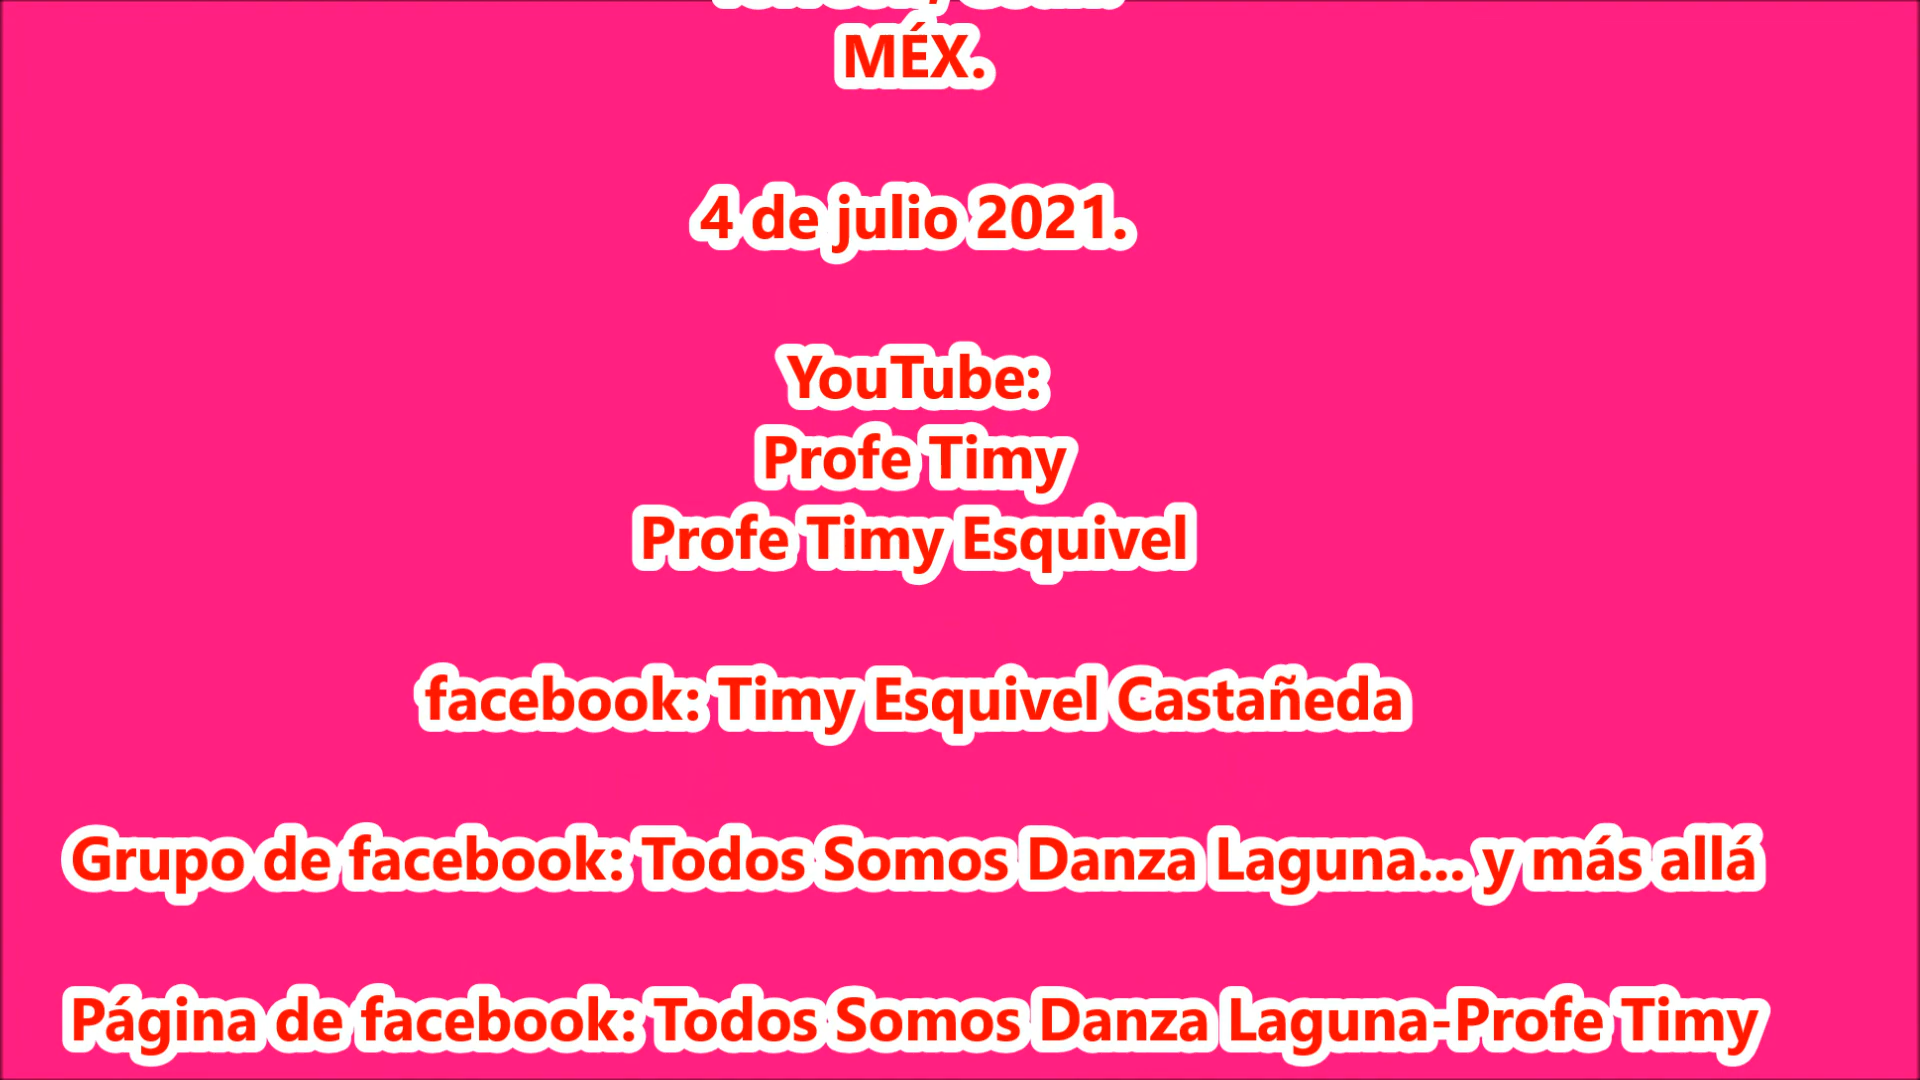 MÉX.
4 de julio 2021.
YouTube:
Profe Timy
Profe Timy Esquivel
facebook: Timy Esquivel Castañeda
Grupo de facebook: Todos Somos Danza Laguna... y más allá
Página de facebook: Todos Somos Danza Laguna-Profe Timy